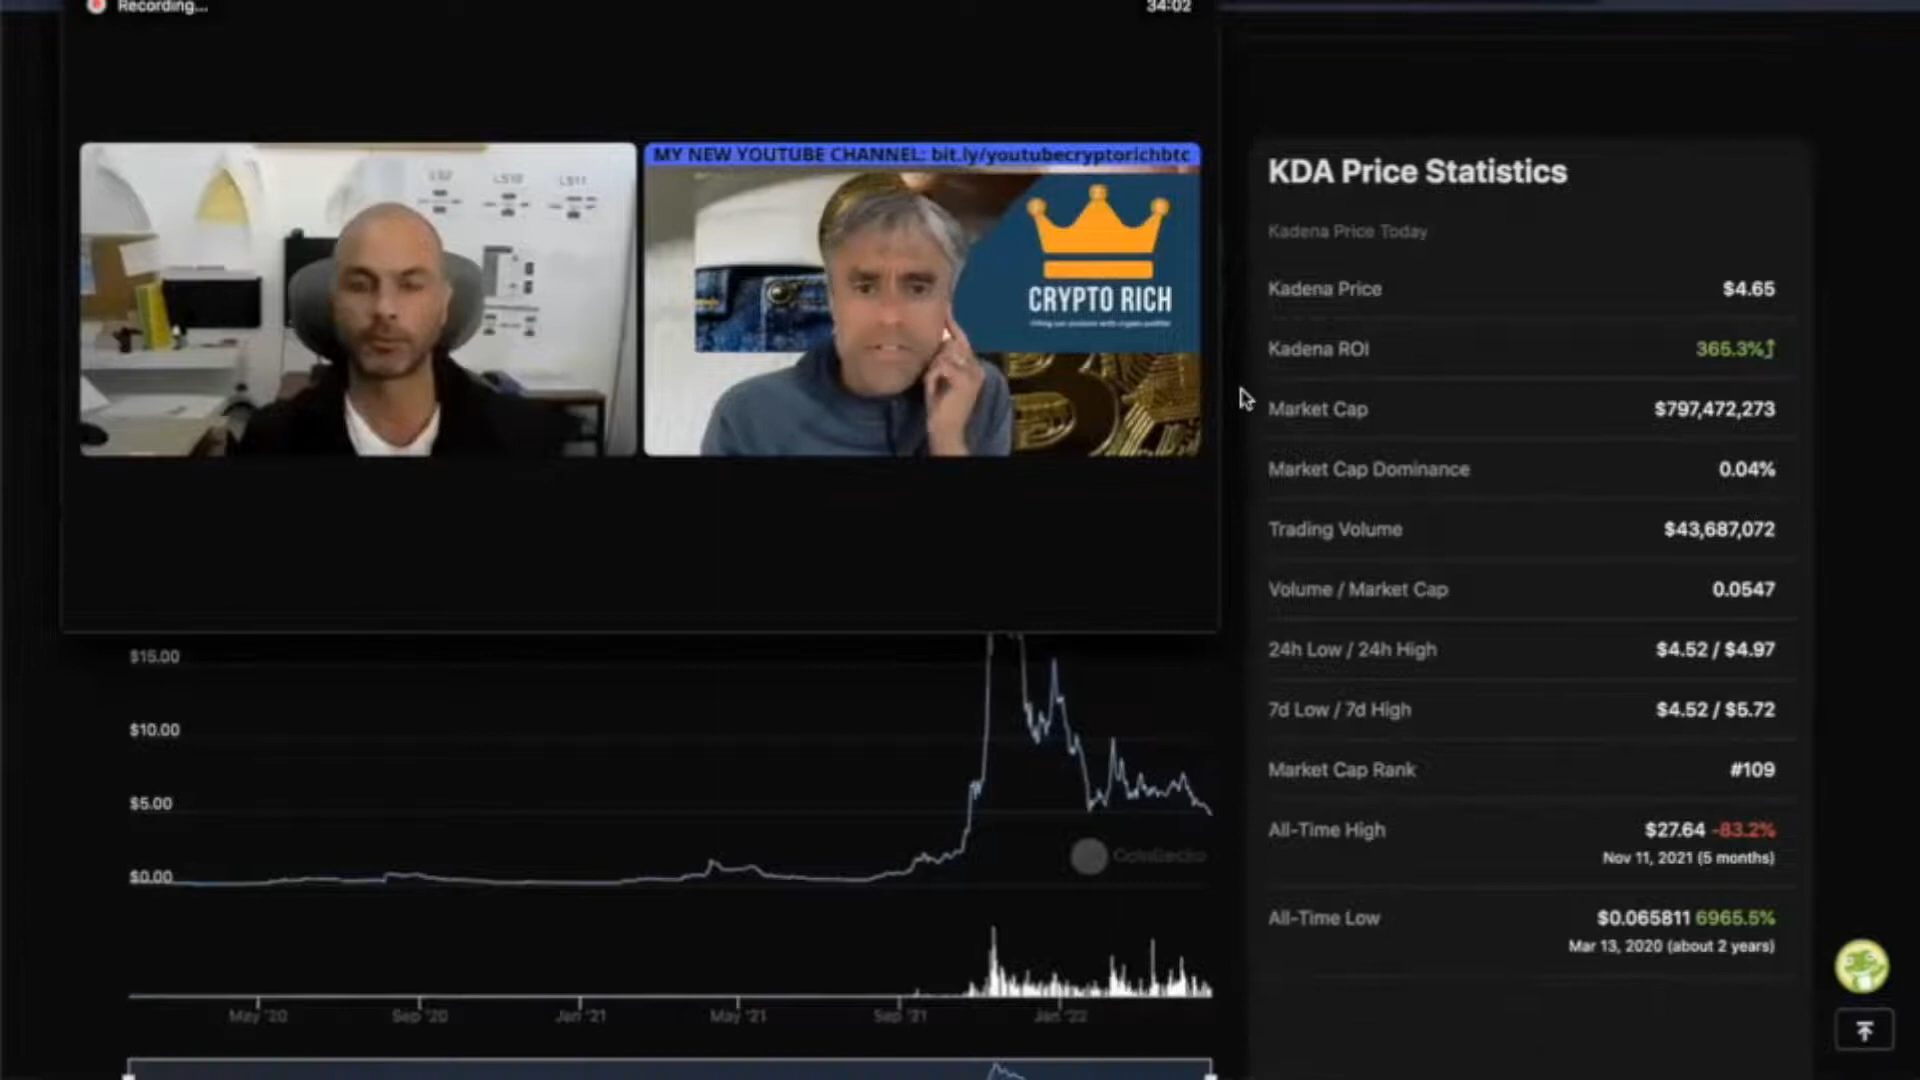 Recording...
34:02
MY NEW YOUTUBE CHANNEL: bit.ly/youtubecryptorichbtc
LS10
LS11
CRYPTO RICH
KDA Price Statistics
Kadena Price Today
Kadena Price $4.65
Kadena ROI 365.3%
Market Cap $797,472,273
Market Cap Dominance 0.04%
Trading Volume $43,687,072
Volume / Market Cap 0.0547
24h Low / 24h High $4.52 / $4.97
7d Low / 7d High $4.52 / $5.72
Market Cap Rank #109
All-Time High $27.64 -83.2%
Nov 11, 2021 (5 months)
All-Time Low $0.065811 6965.5%
Mar 13, 2020 (about 2 years)
$15.00
$10.00
$5.00
$0.00
CoinGecko
May '20 Sep '20 Jan '21 May '21 Sep '21 Jan '22